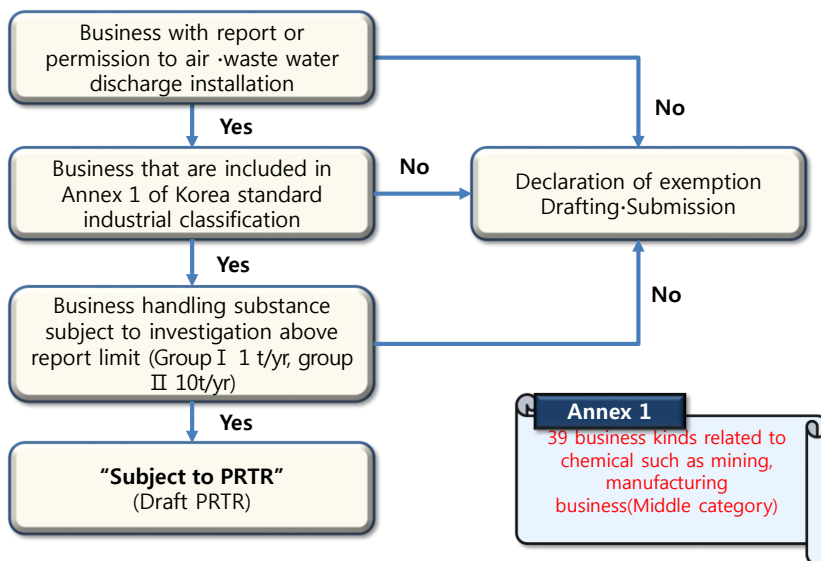 Business with report or
permission to air ·waste water
discharge installation
No
Yes
Business that are included in
Annex 1 of Korea standard
industrial classification
No
Declaration of exemption
Drafting·Submission
Yes
No
Business handling substance
subject to investigation above
report limit (Group Ⅰ 1 t/yr, group
Ⅱ 10t/yr)
Yes
Annex 1
39 business kinds related to
chemical such as mining,
manufacturing
business(Middle category)
“Subject to PRTR”
(Draft PRTR)